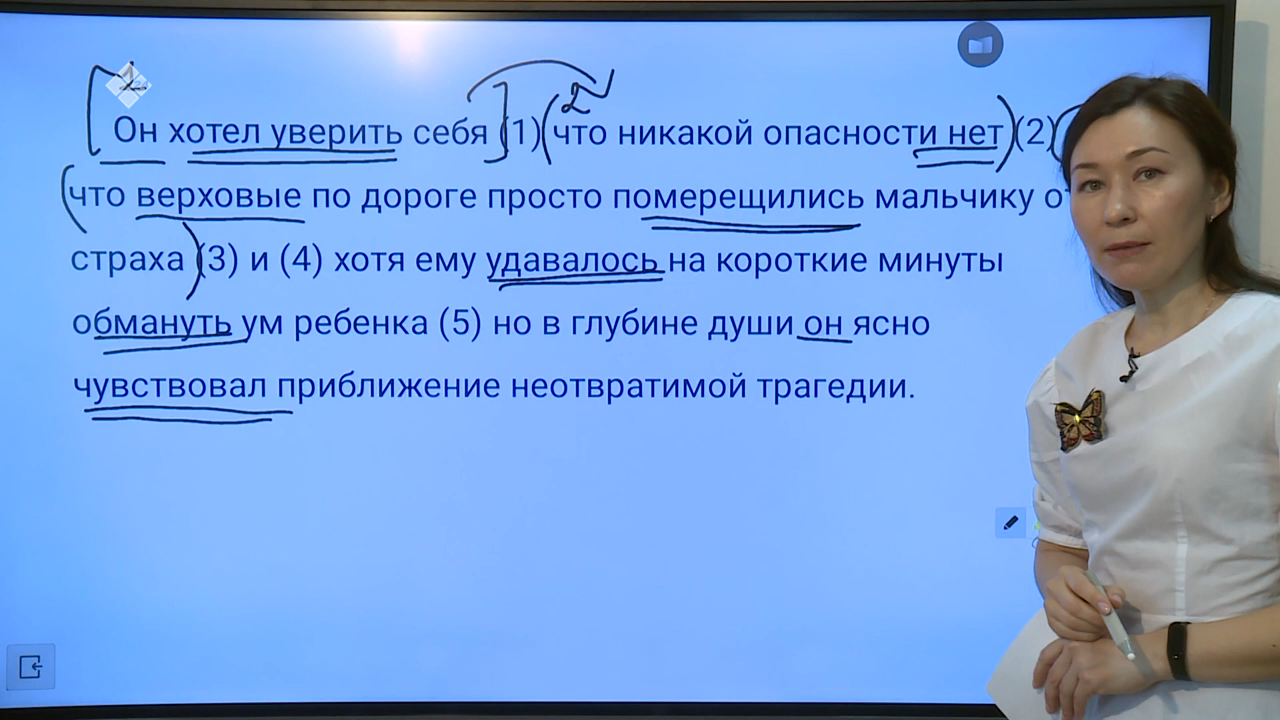 Он хотел уверить себя (1) что никакой опасности нет (2)
что верховые по дороге просто померещились мальчику
страха (3) и (4) хотя ему удавалось на короткие минуты
обмануть ум ребенка (5) но в глубине души он ясно
чувствовал приближение неотвратимой трагедии.